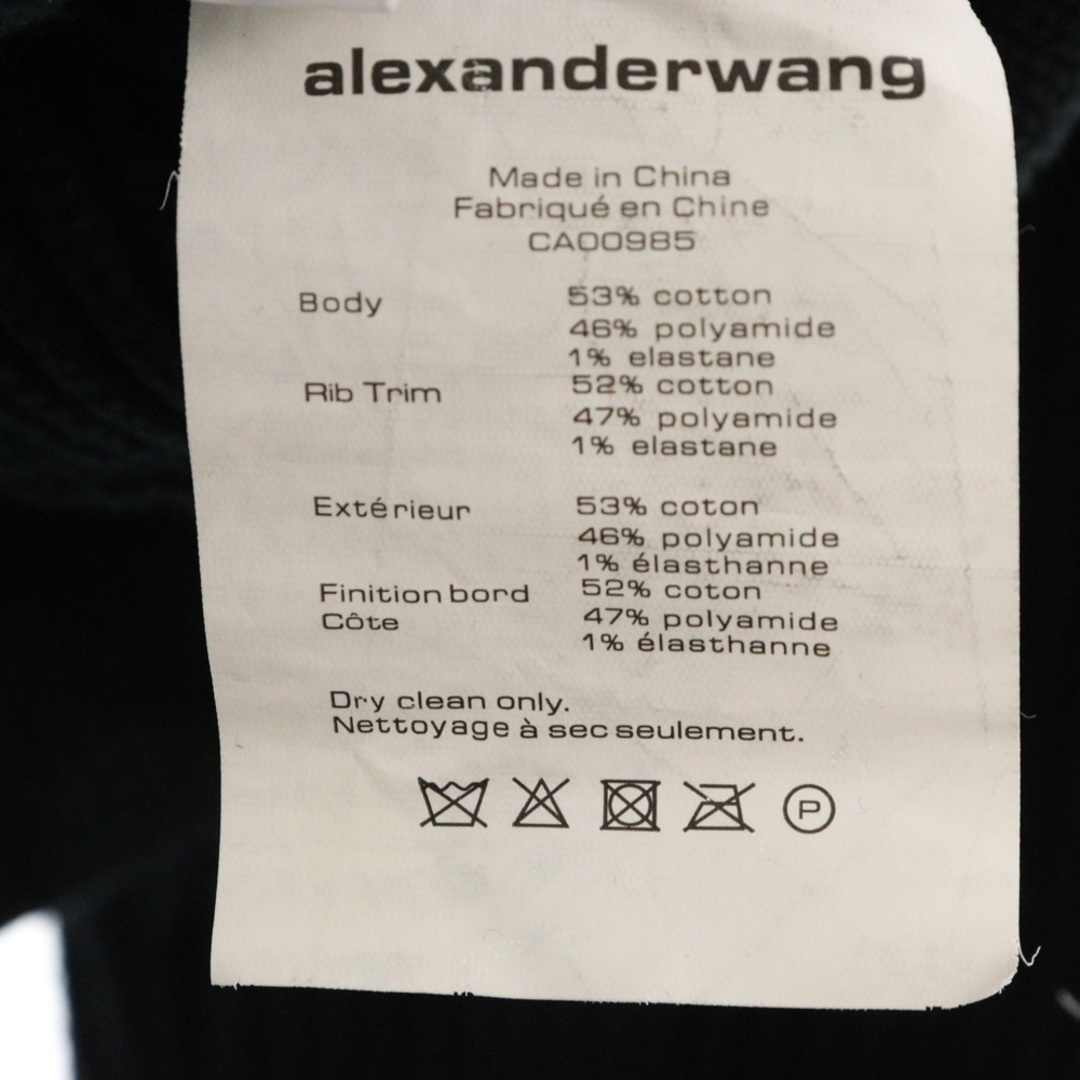 alexanderwang
Made in China
Fabriqué en Chine
CA00985
Body 53% cotton
46% polyamide
1% elastane
Rib Trim 52% cotton
47% polyamide
1% elastane
Extérieur 53% coton
46% polyamide
1% élasthanne
Finition bord 52% coton
Côte 47% polyamide
1% élasthanne
Dry clean only.
Nettoyage à sec seulement.
P